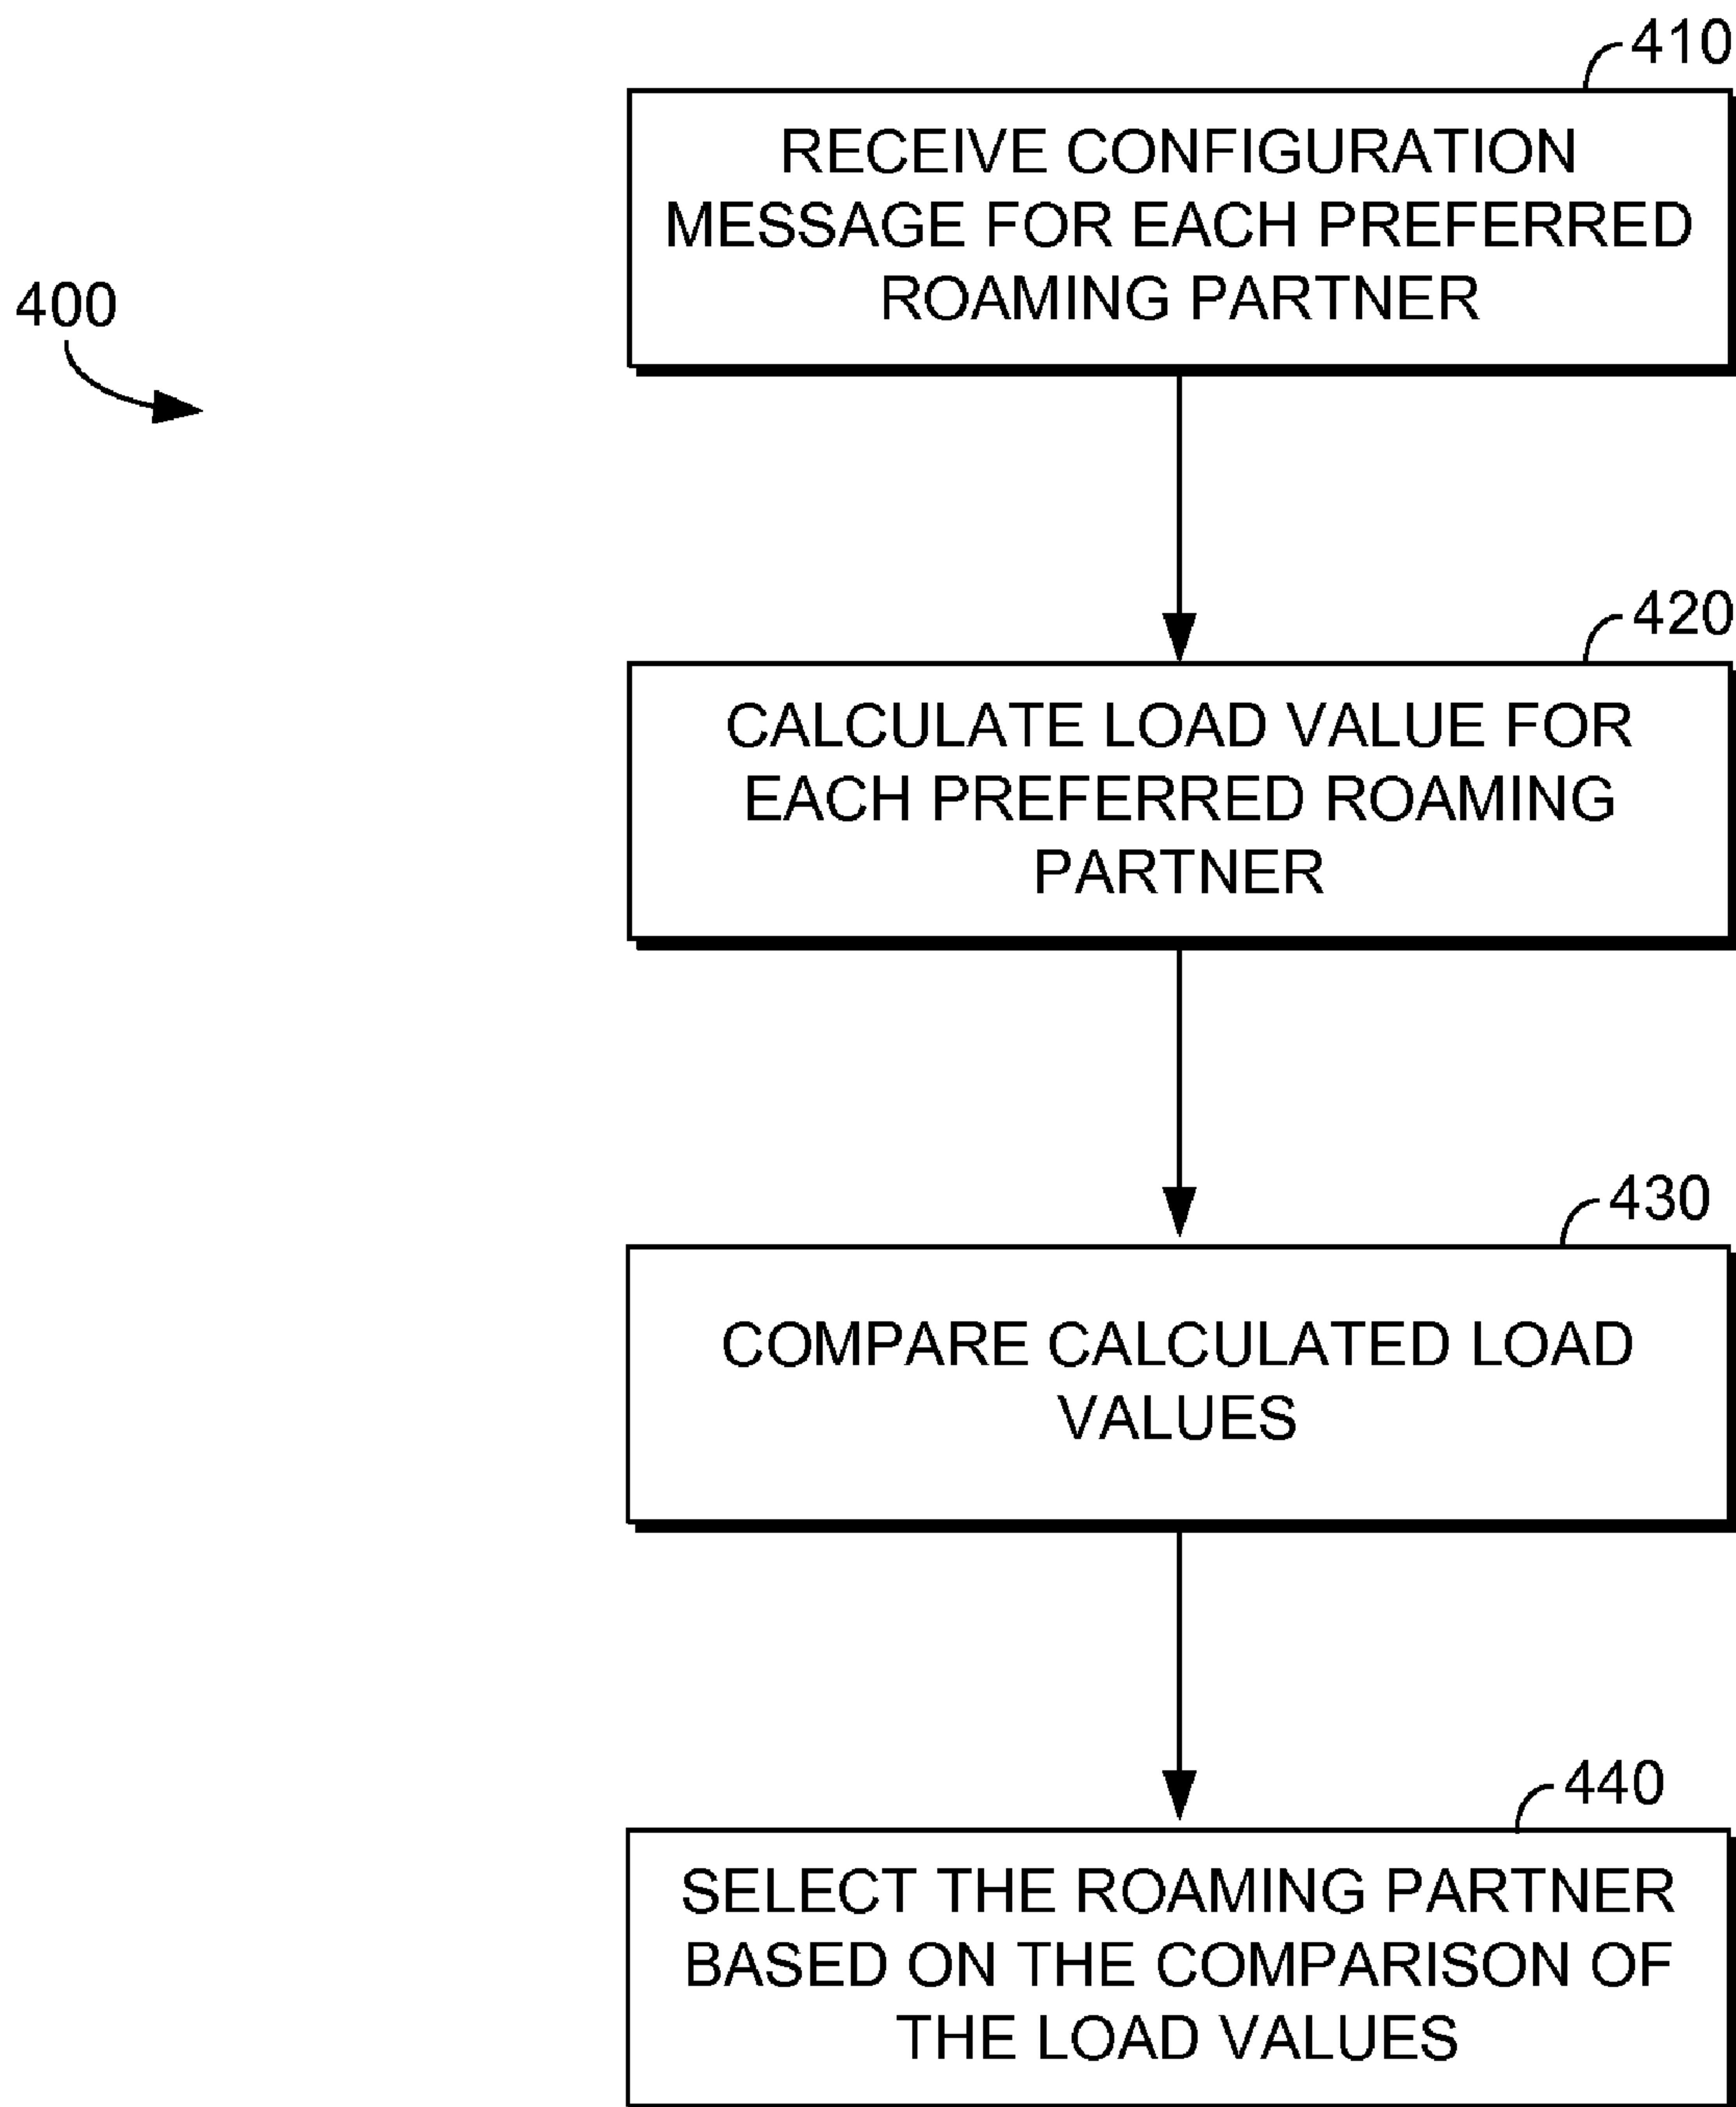 410
RECEIVE CONFIGURATION
MESSAGE FOR EACH PREFERRED
ROAMING PARTNER
400
420
CALCULATE LOAD VALUE FOR
EACH PREFERRED ROAMING
PARTNER
430
COMPARE CALCULATED LOAD
VALUES
440
SELECT THE ROAMING PARTNER
BASED ON THE COMPARISON OF
THE LOAD VALUES